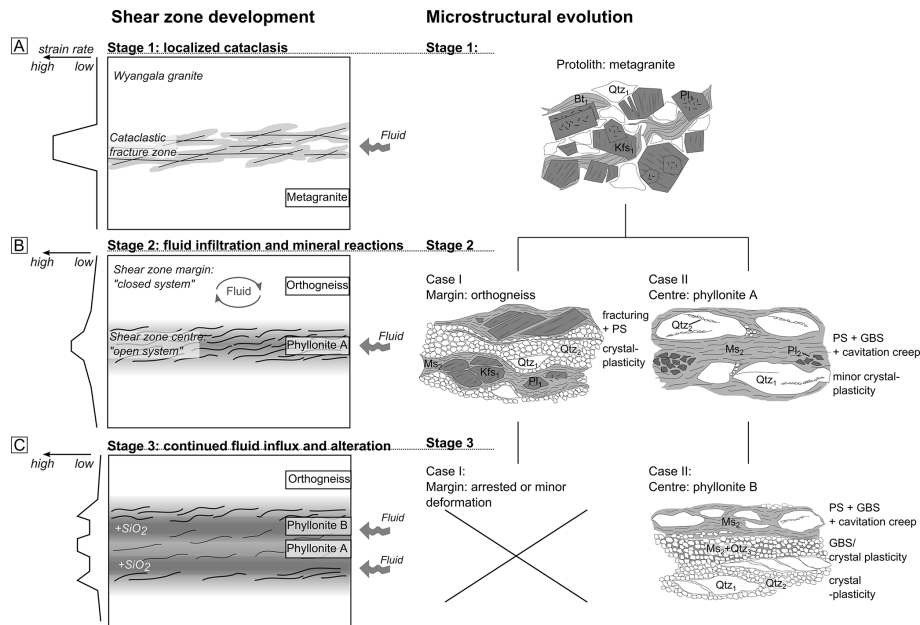 Shear zone development
Microstructural evolution
A
strain rate
high low
Stage 1: localized cataclasis
Wyangala granite
Cataclastic
fracture zone
Fluid
Metagranite
Stage 1:
Protolith: metagranite
Bt1
Qtz1
Pl1
Kfs1
B
high low
Stage 2: fluid infiltration and mineral reactions
Shear zone margin:
"closed system"
Fluid
Orthogneiss
Shear zone centre:
"open system"
Phyllonite A
Fluid
Stage 2
Case I
Margin: orthogneiss
fracturing
+ PS
crystal-
plasticity
Ms2
Kfs1
Qtz1
Qtz2
Pl1
Case II
Centre: phyllonite A
Qtz2
Ms2
Pl2
Qtz1
PS + GBS
+ cavitation creep
minor crystal-
plasticity
C
high low
Stage 3: continued fluid influx and alteration
Orthogneiss
+SiO2
Phyllonite B
Fluid
Phyllonite A
+SiO2
Fluid
Stage 3
Case I:
Margin: arrested or minor
deformation
Case II:
Centre: phyllonite B
Ms2
Ms2+Qtz3
Qtz1
Qtz2
PS + GBS
+ cavitation creep
GBS/
crystal plasticity
crystal
-plasticity